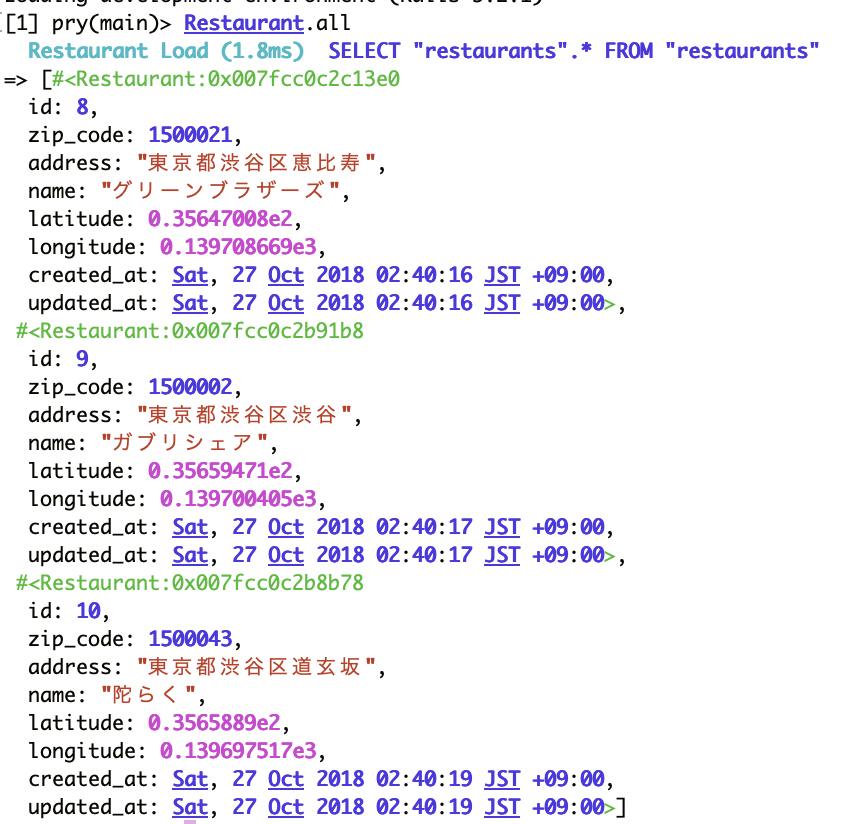 Loading development environment (Rails 5.2.1)
[1] pry(main)> Restaurant.all
Restaurant Load (1.8ms)  SELECT "restaurants".* FROM "restaurants"
=> [#<Restaurant:0x007fcc0c2c13e0
id: 8,
zip_code: 1500021,
address: "東京都渋谷区恵比寿",
name: "グリーンブラザーズ",
latitude: 0.35647008e2,
longitude: 0.139708669e3,
created_at: Sat, 27 Oct 2018 02:40:16 JST +09:00,
updated_at: Sat, 27 Oct 2018 02:40:16 JST +09:00>,
#<Restaurant:0x007fcc0c2b91b8
id: 9,
zip_code: 1500002,
address: "東京都渋谷区渋谷",
name: "ガブリシェア",
latitude: 0.35659471e2,
longitude: 0.139700405e3,
created_at: Sat, 27 Oct 2018 02:40:17 JST +09:00,
updated_at: Sat, 27 Oct 2018 02:40:17 JST +09:00>,
#<Restaurant:0x007fcc0c2b8b78
id: 10,
zip_code: 1500043,
address: "東京都渋谷区道玄坂",
name: "陀らく",
latitude: 0.3565889e2,
longitude: 0.139697517e3,
created_at: Sat, 27 Oct 2018 02:40:19 JST +09:00,
updated_at: Sat, 27 Oct 2018 02:40:19 JST +09:00>]